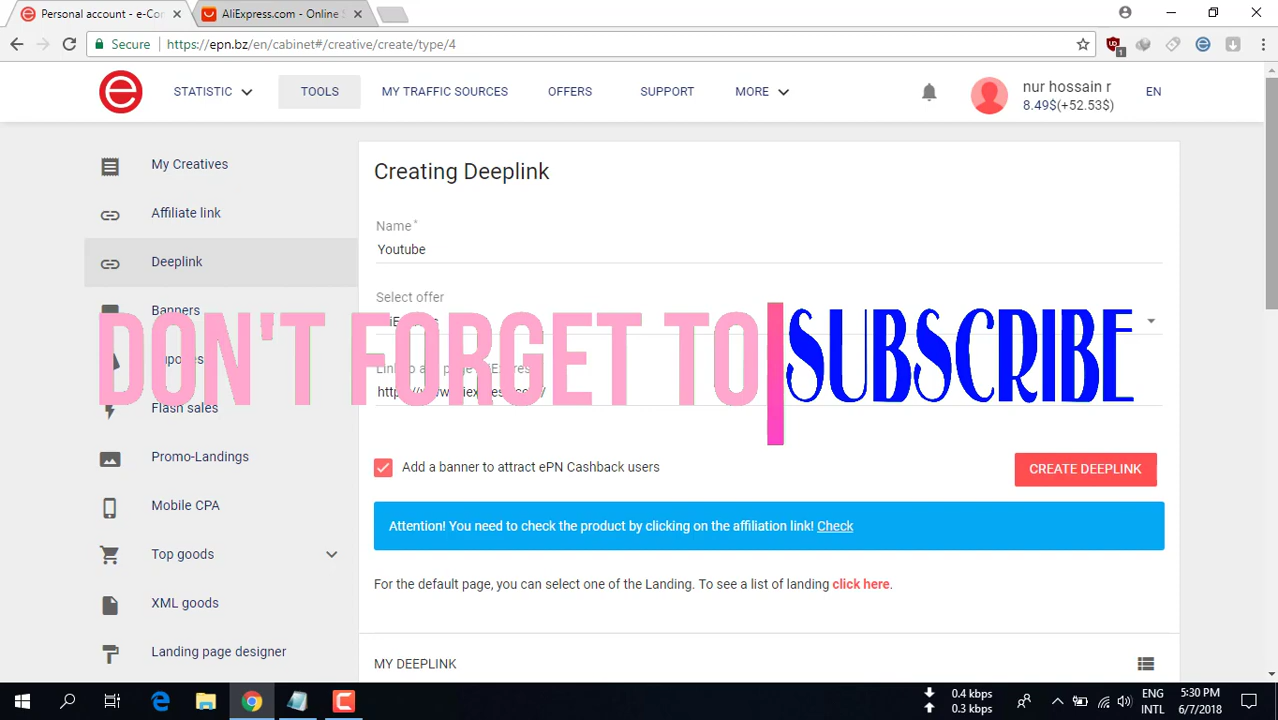 Personal account - e-Con
AliExpress.com - Online S
Secure
https://epn.bz/en/cabinet#/creative/create/type/4
1
e
STATISTIC
TOOLS
MY TRAFFIC SOURCES
OFFERS
SUPPORT
MORE
nur hossain r
8.49$(+52.53$)
EN
My Creatives
Affiliate link
Deeplink
Banners
Flash sales
Promo-Landings
Mobile CPA
Top goods
XML goods
Landing page designer
Creating Deeplink
Name*
Youtube
Select offer
DON'T FORGET TO
SUBSCRIBE
Add a banner to attract ePN Cashback users
CREATE DEEPLINK
Attention! You need to check the product by clicking on the affiliation link! Check
For the default page, you can select one of the Landing. To see a list of landing click here.
MY DEEPLINK
0.4 kbps
0.3 kbps
ENG
INTL
5:30 PM
6/7/2018